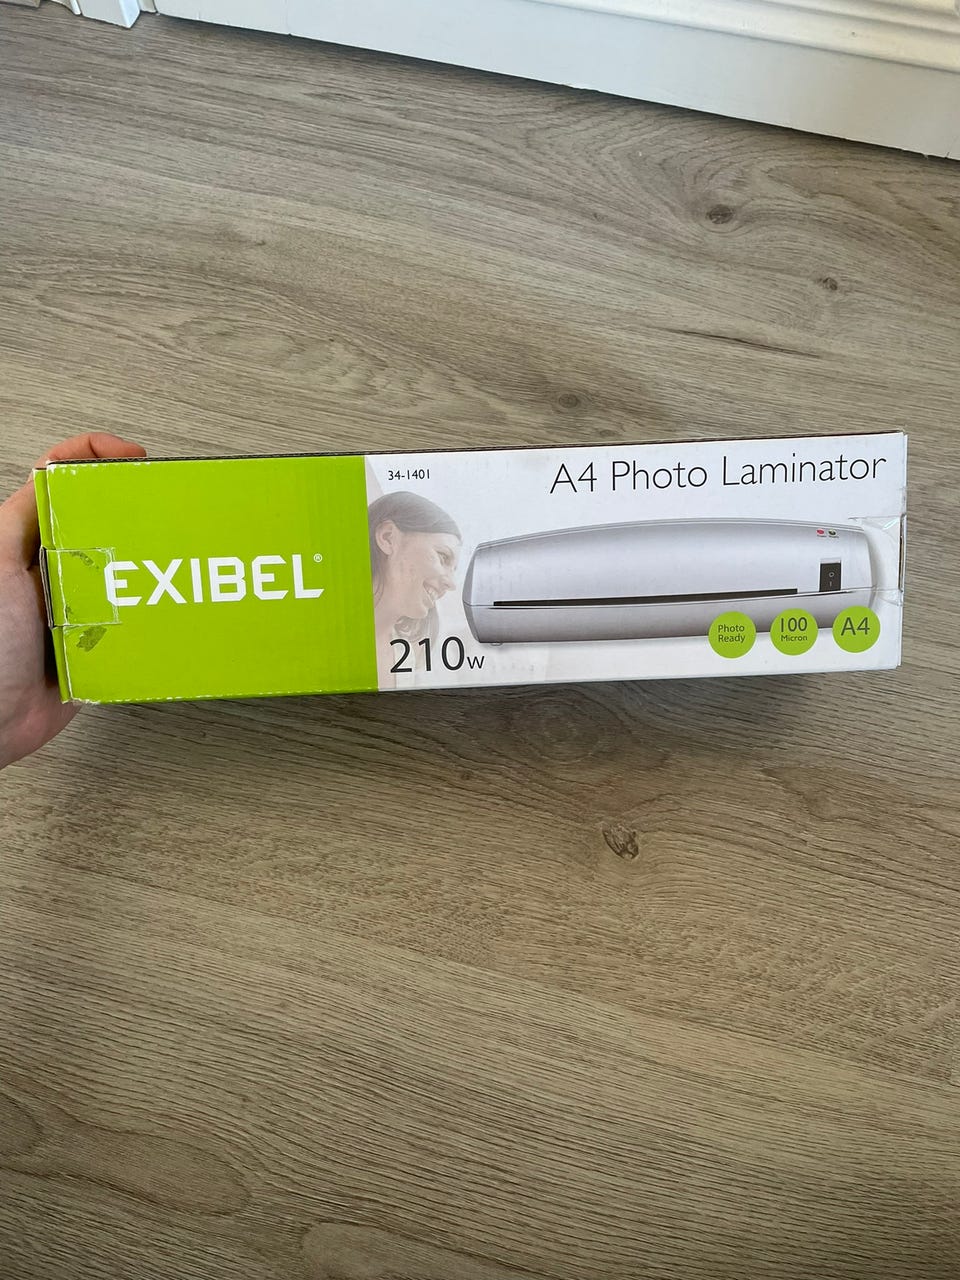 EXIBEL®
34-1401
A4 Photo Laminator
210w
Photo
Ready
100
Micron
A4